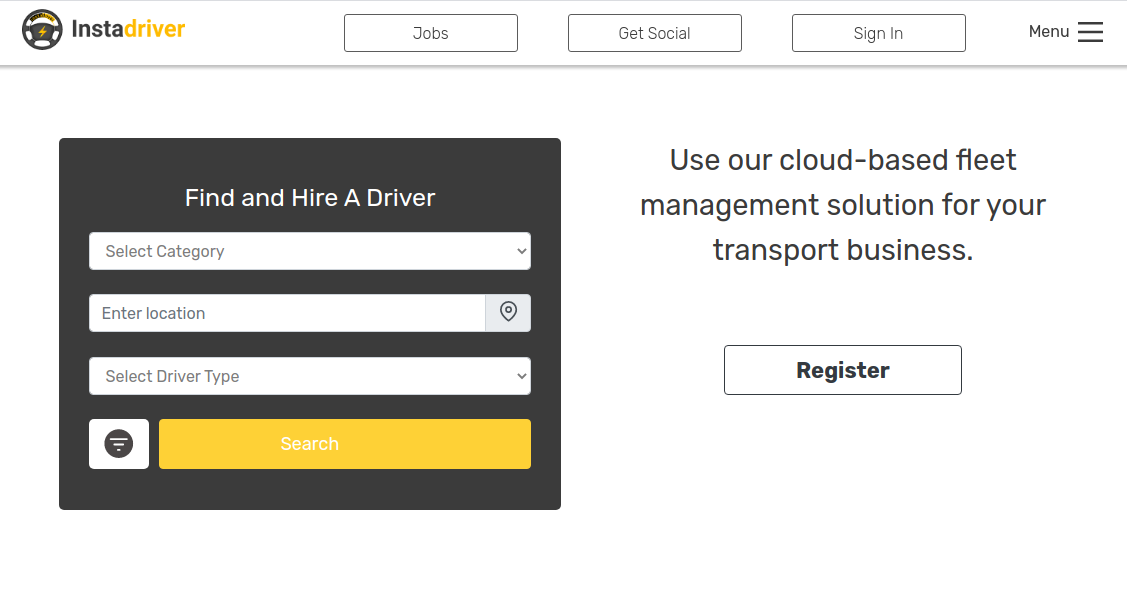 Instadriver
Jobs
Get Social
Sign In
Menu
Find and Hire A Driver
Select Category
Enter location
Select Driver Type
Search
Use our cloud-based fleet
management solution for your
transport business.
Register